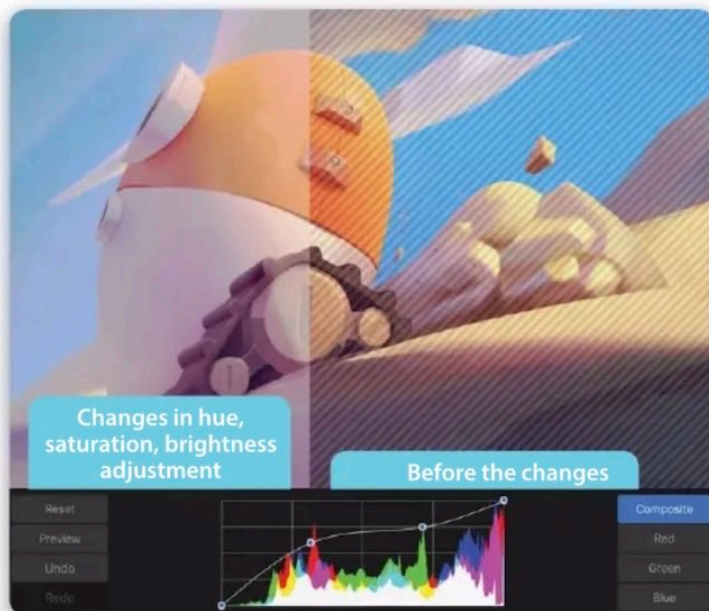 Changes in hue,
saturation, brightness
adjustment
Before the changes
Reset
Preview
Undo
Redo
Composite
Red
Green
Blue